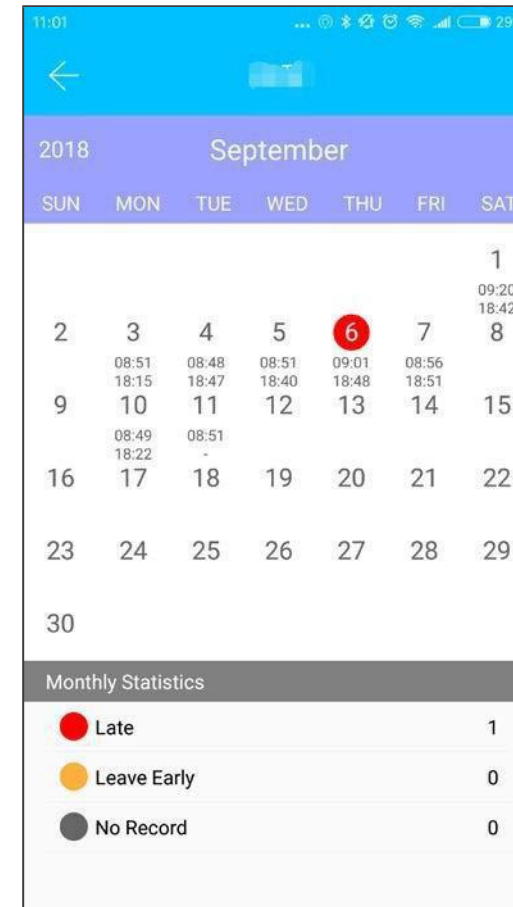 11:01 ... 29
2018 September
SUN MON TUE WED THU FRI SAT
1
09:20
18:42
2 3 4 5 6 7 8
08:51 08:48 08:51 09:01 08:56
18:15 18:47 18:40 18:48 18:51
9 10 11 12 13 14 15
08:49 08:51
18:22 -
16 17 18 19 20 21 22
23 24 25 26 27 28 29
30
Monthly Statistics
Late 1
Leave Early 0
No Record 0